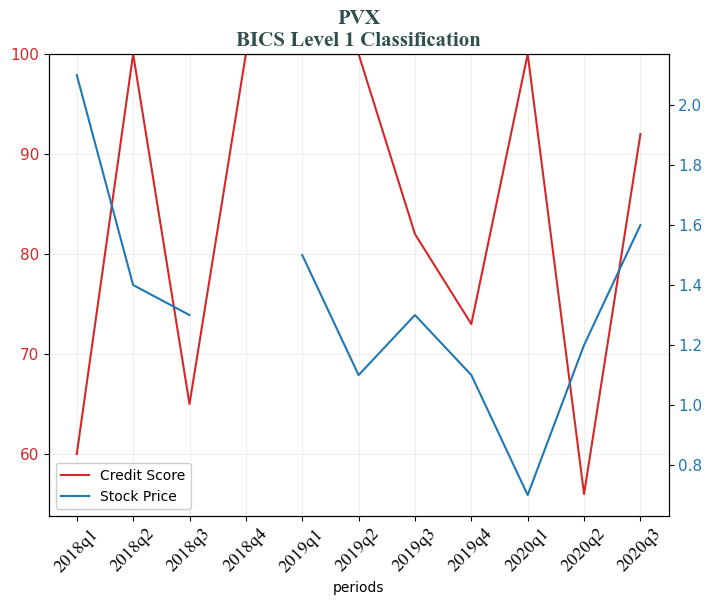 PVX
BICS Level 1 Classification
100
90
80
70
60
2.0
1.8
1.6
1.4
1.2
1.0
0.8
Credit Score
Stock Price
2018q1
2018q2
2018q3
2018q4
2019q1
2019q2
2019q3
2019q4
2020q1
2020q2
2020q3
periods